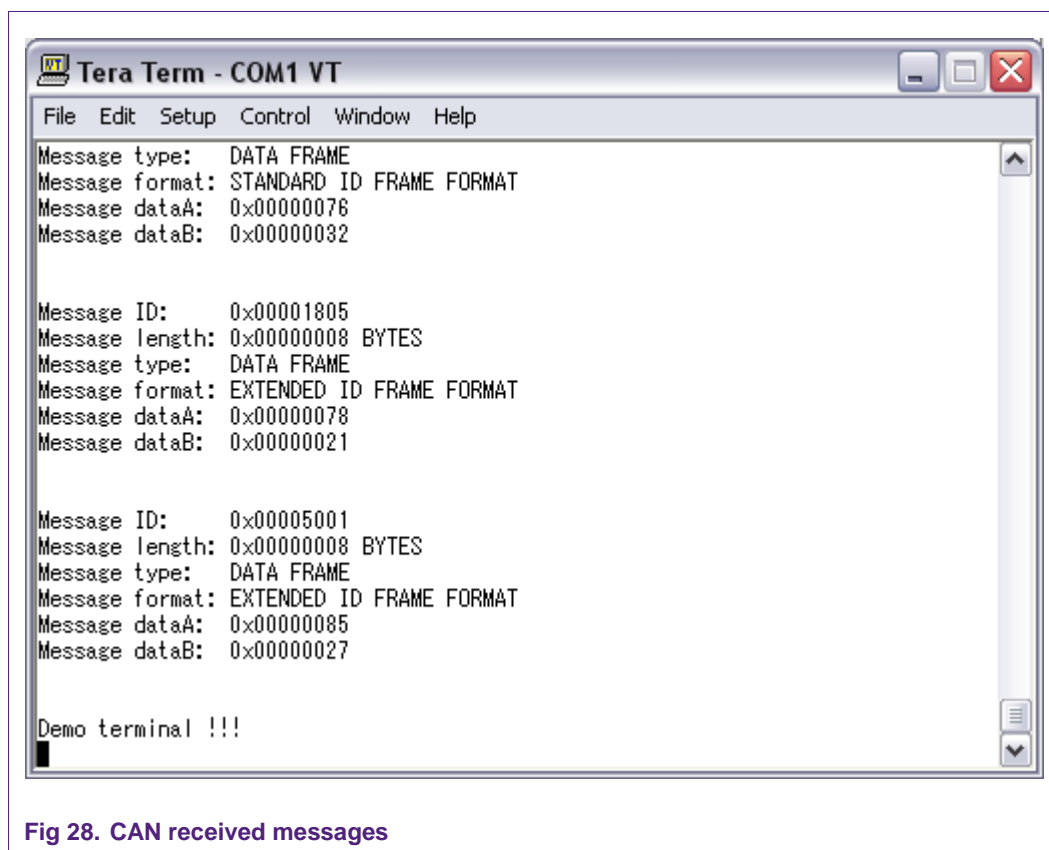 Tera Term - COM1 VT
File Edit Setup Control Window Help
Message type: DATA FRAME
Message format: STANDARD ID FRAME FORMAT
Message dataA: 0x00000076
Message dataB: 0x00000032
Message ID: 0x00001805
Message length: 0x00000008 BYTES
Message type: DATA FRAME
Message format: EXTENDED ID FRAME FORMAT
Message dataA: 0x00000078
Message dataB: 0x00000021
Message ID: 0x00005001
Message length: 0x00000008 BYTES
Message type: DATA FRAME
Message format: EXTENDED ID FRAME FORMAT
Message dataA: 0x00000085
Message dataB: 0x00000027
Demo terminal !!!
Fig 28. CAN received messages